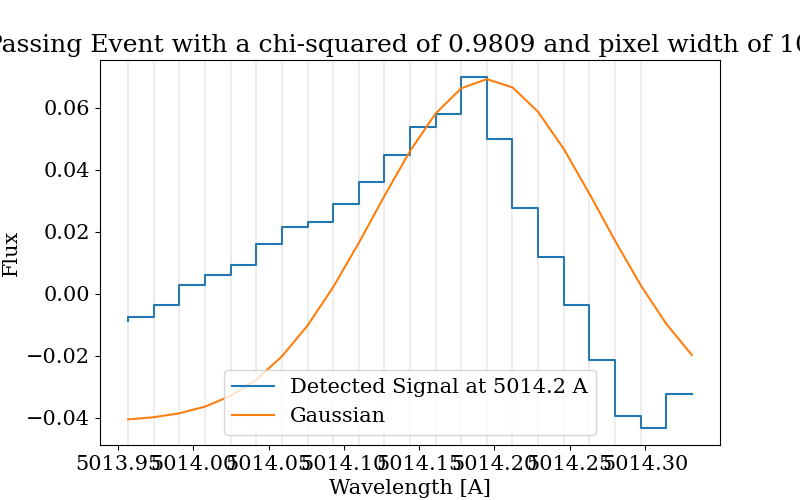 Passing Event with a chi-squared of 0.9809 and pixel width of 10
0.06
0.04
0.02
0.00
−0.02
−0.04
Flux
Detected Signal at 5014.2 A
Gaussian
5013.95 5014.00 5014.05 5014.10 5014.15 5014.20 5014.25 5014.30
Wavelength [A]